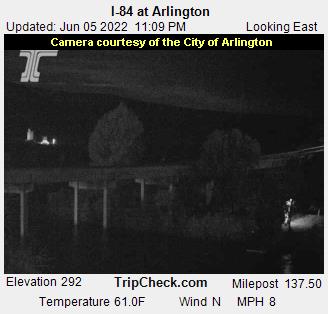 I-84 at Arlington
Updated: Jun 05 2022 11:09 PM Looking East
Camera courtesy of the City of Arlington
Elevation 292 TripCheck.com Milepost 137.50
Temperature 61.0F Wind N MPH 8